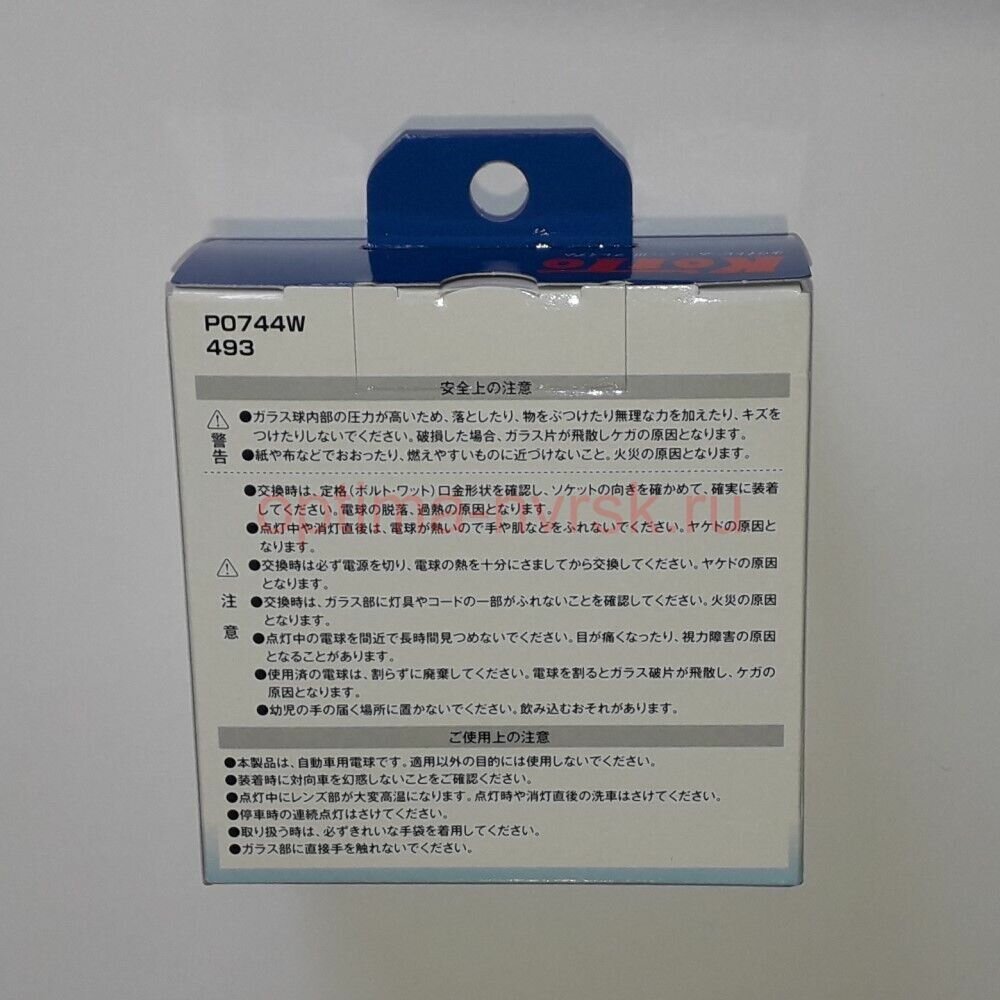 Koito
P0744W
493
安全上の注意
警告
●ガラス球内部の圧力が高いため、落としたり、物をぶつけたり無理な力を加えたり、キズを
つけたりしないでください。破損した場合、ガラス片が飛散しケガの原因となります。
●紙や布などでおおったり、燃えやすいものに近づけないこと。火災の原因となります。
注意
●交換時は、定格(ボルト・ワット)口金形状を確認し、ソケットの向きを確かめて、確実に装着
してください。電球の脱落、過熱の原因となります。
●点灯中や消灯直後は、電球が熱いので手や肌などをふれないでください。ヤケドの原因と
なります。
●交換時は必ず電源を切り、電球の熱を十分にさましてから交換してください。ヤケドの原因
となります。
●交換時は、ガラス部に灯具やコードの一部がふれないことを確認してください。火災の原因
となります。
●点灯中の電球を間近で長時間見つめないでください。目が痛くなったり、視力障害の原因
となることがあります。
●使用済の電球は、割らずに廃棄してください。電球を割るとガラス破片が飛散し、ケガの
原因となります。
●幼児の手の届く場所に置かないでください。飲み込むおそれがあります。
ご使用上の注意
●本製品は、自動車用電球です。適用以外の目的には使用しないでください。
●装着時に対向車を幻惑しないことをご確認ください。
●点灯中にレンズ部が大変高温になります。点灯時や消灯直後の洗車はさけてください。
●停車時の連続点灯はさけてください。
●取り扱う時は、必ずきれいな手袋を着用してください。
●ガラス部に直接手を触れないでください。
optima-nvrsk.ru